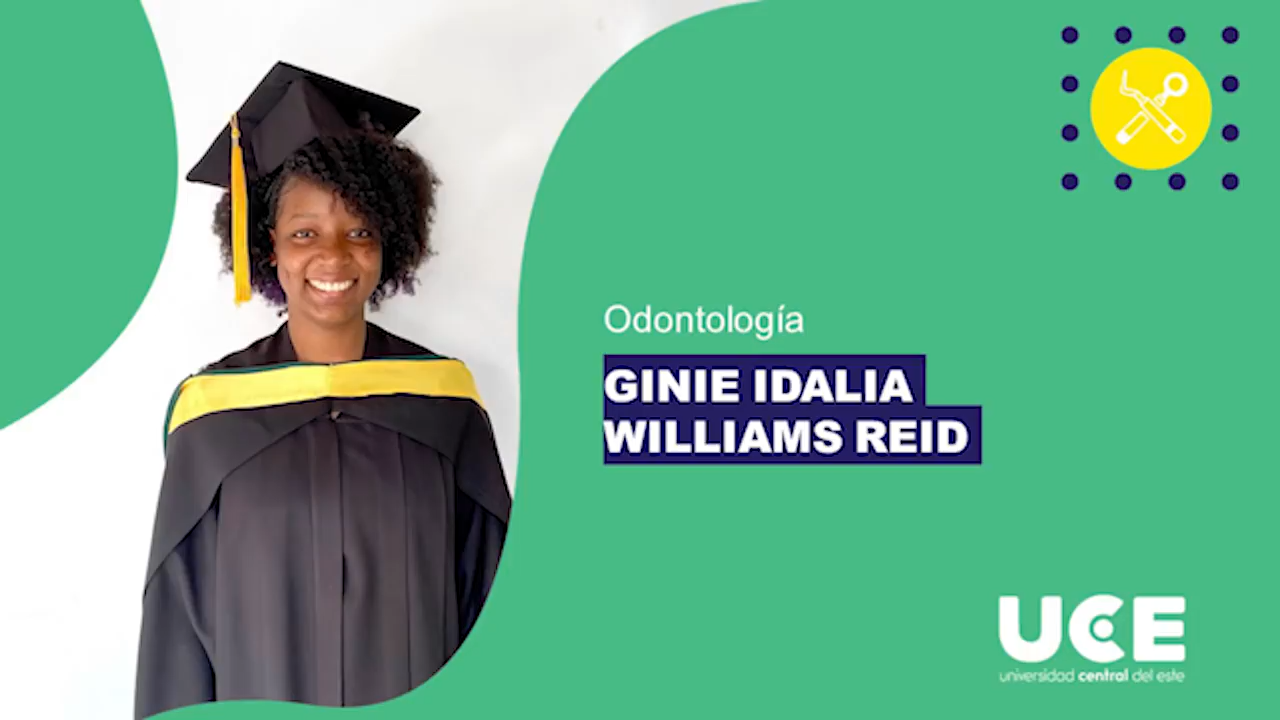 Odontología
GINIE IDALIA
WILLIAMS REID
UCE
universidad central del este